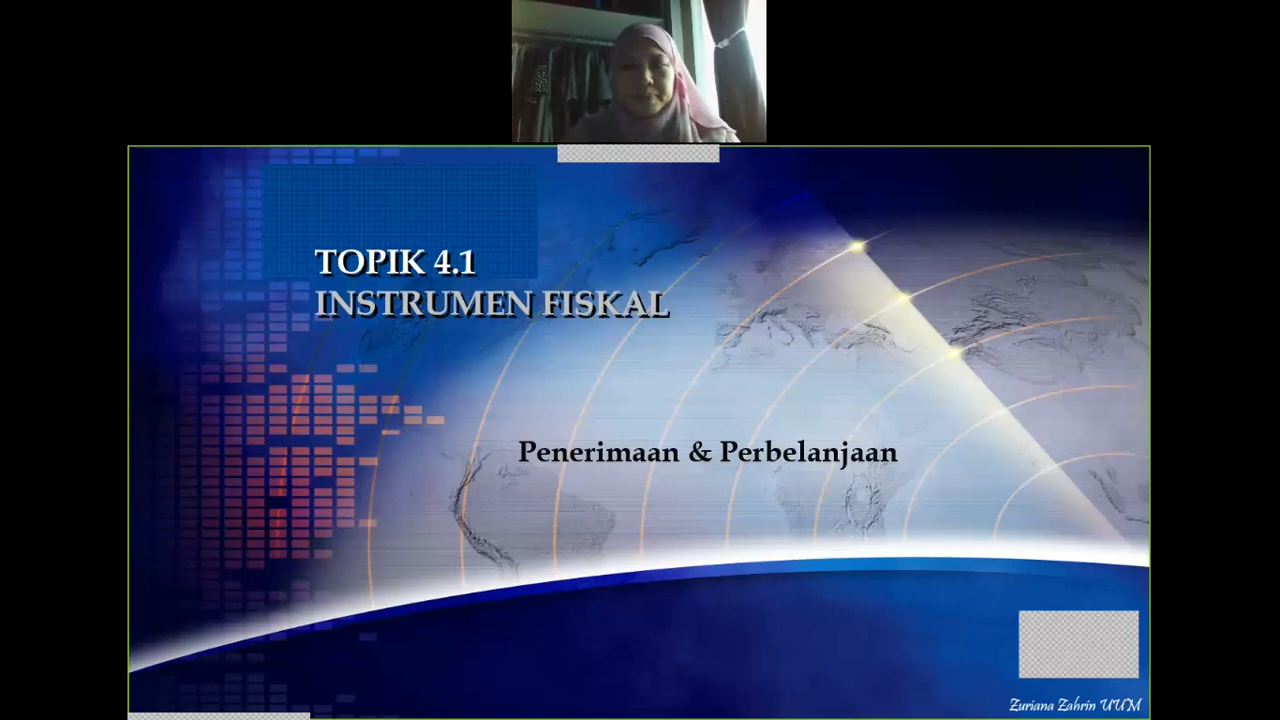 TOPIK 4.1
INSTRUMEN FISKAL
Penerimaan & Perbelanjaan
Zuriana Zahrin UUM